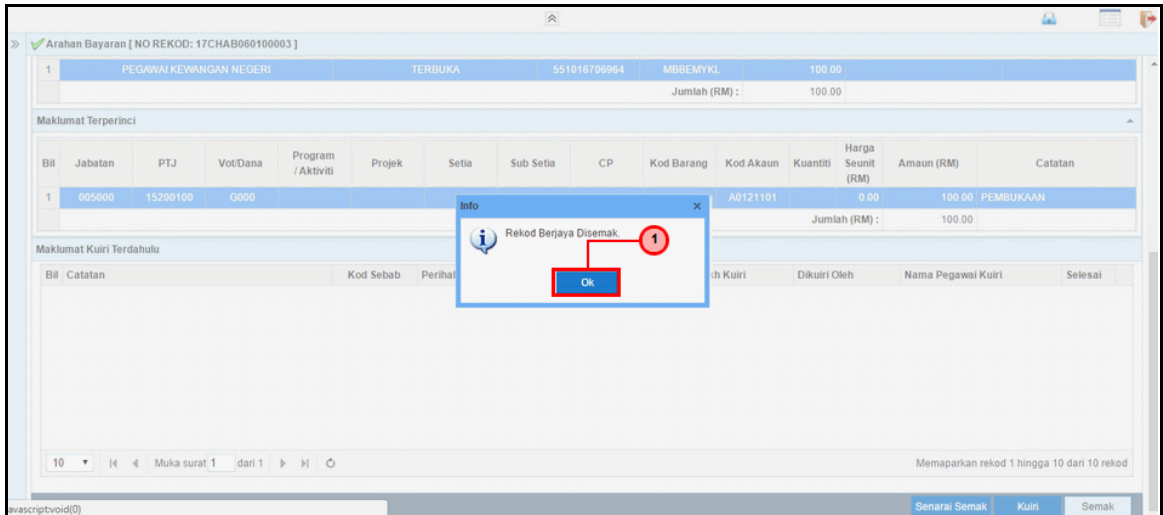 Arahan Bayaran [ NO REKOD: 17CHAB060100003 ]
1 PEGAWAI KEWANGAN NEGERI TERBUKA 551016706964 MBBEMYKL 100.00
Jumlah (RM) : 100.00
Maklumat Terperinci
Bil Jabatan PTJ Vot/Dana Program / Aktiviti Projek Setia Sub Setia CP Kod Barang Kod Akaun Kuantiti Harga Seunit (RM) Amaun (RM) Catatan
1 005000 15200100 G000 A0121101 0.00 100.00 PEMBUKAAN
Jumlah (RM) : 100.00
Info
Rekod Berjaya Disemak.
1
Ok
Maklumat Kuiri Terdahulu
Bil Catatan Kod Sebab Perihal kh Kuiri Dikuiri Oleh Nama Pegawai Kuiri Selesai
10 Muka surat 1 dari 1 Memaparkan rekod 1 hingga 10 dari 10 rekod
avascript:void(0) Senarai Semak Kuiri Semak